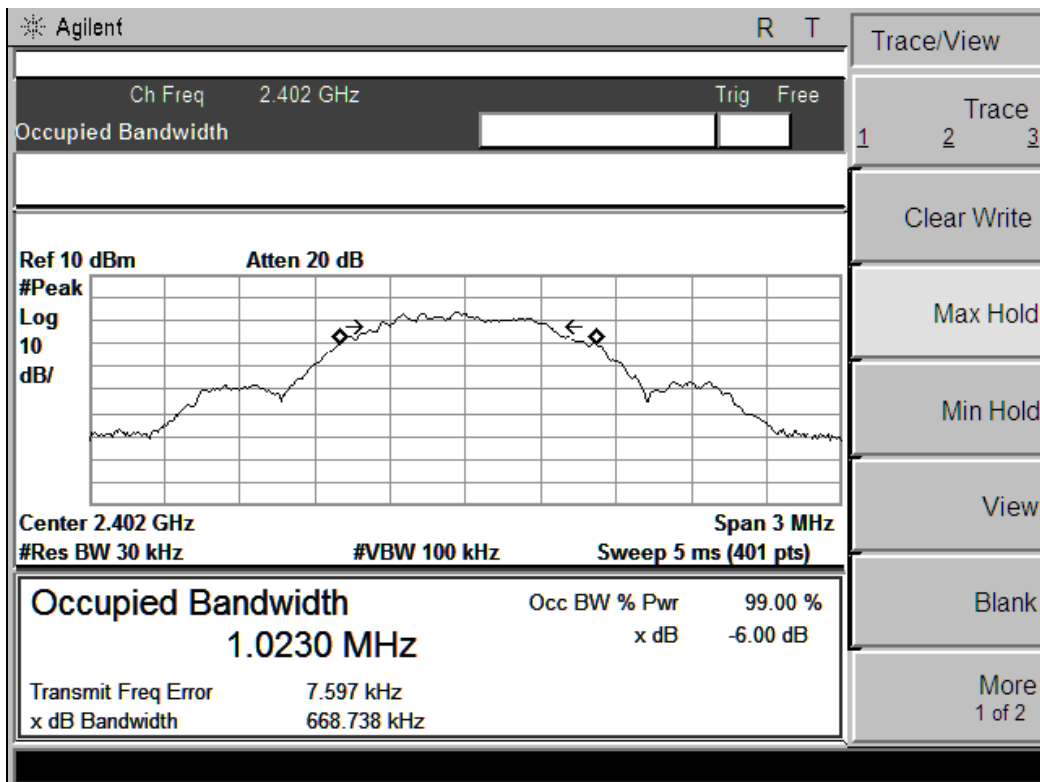 Agilent R T
Ch Freq 2.402 GHz Trig Free
Occupied Bandwidth
Ref 10 dBm Atten 20 dB
#Peak
Log
10
dB/
Center 2.402 GHz Span 3 MHz
#Res BW 30 kHz #VBW 100 kHz Sweep 5 ms (401 pts)
Occupied Bandwidth Occ BW % Pwr 99.00 %
1.0230 MHz x dB -6.00 dB
Transmit Freq Error 7.597 kHz
x dB Bandwidth 668.738 kHz
Trace/View
Trace
1 2 3
Clear Write
Max Hold
Min Hold
View
Blank
More
1 of 2